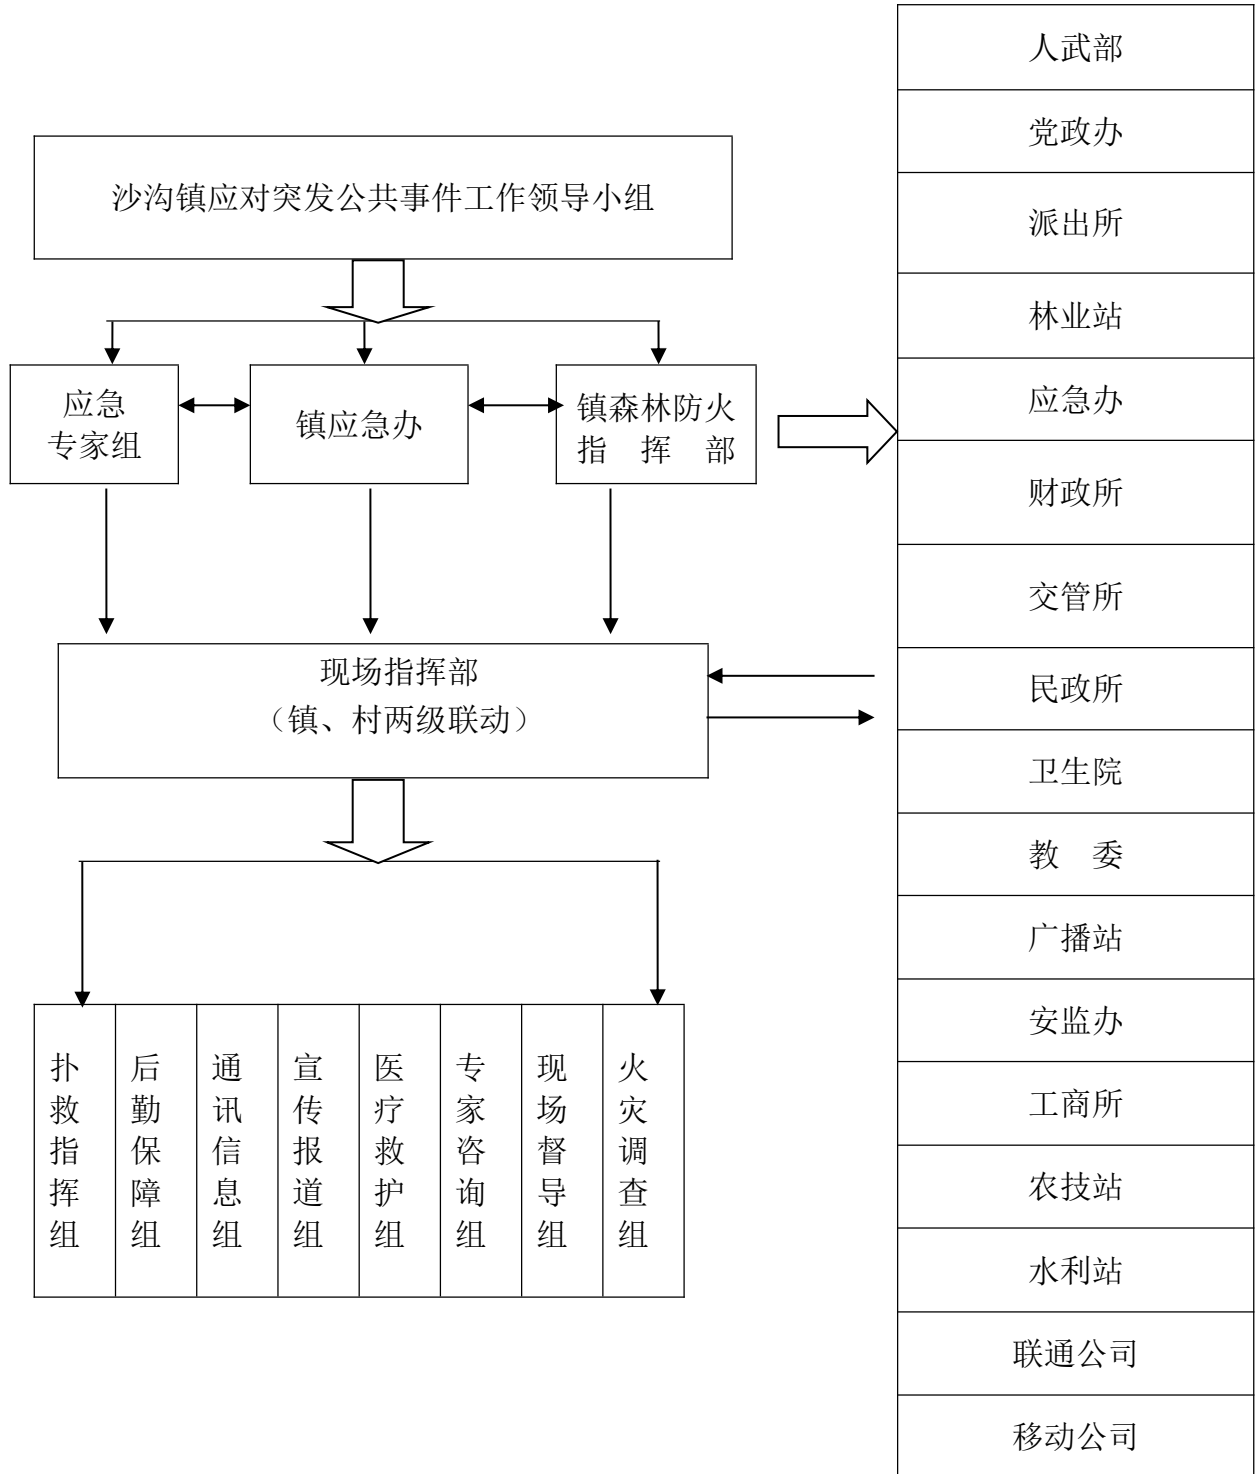 沙沟镇应对突发公共事件工作领导小组
应急
专家组
镇应急办
镇森林防火
指 挥 部
现场指挥部
（镇、村两级联动）
扑救指挥组
后勤保障组
通讯信息组
宣传报道组
医疗救护组
专家咨询组
现场督导组
火灾调查组
人武部
党政办
派出所
林业站
应急办
财政所
交管所
民政所
卫生院
教 委
广播站
安监办
工商所
农技站
水利站
联通公司
移动公司